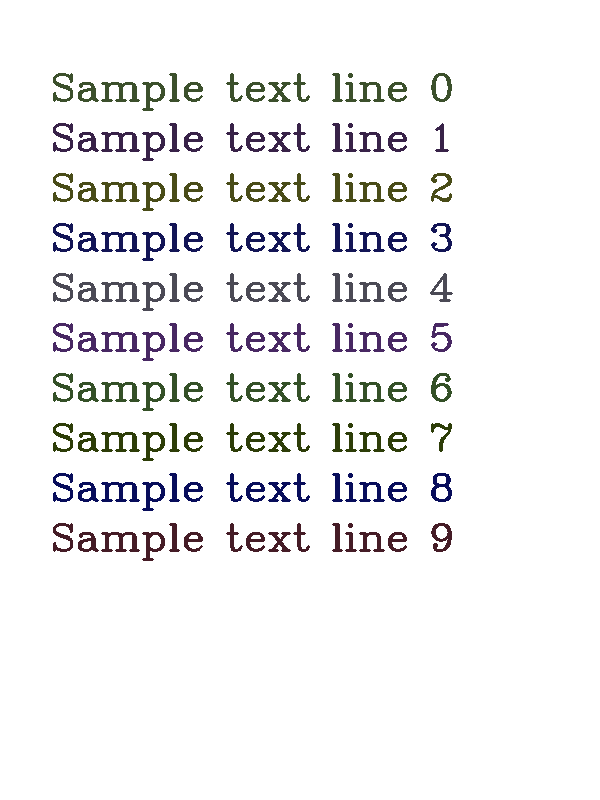 Sample text line 0
Sample text line 1
Sample text line 2
Sample text line 3
Sample text line 4
Sample text line 5
Sample text line 6
Sample text line 7
Sample text line 8
Sample text line 9